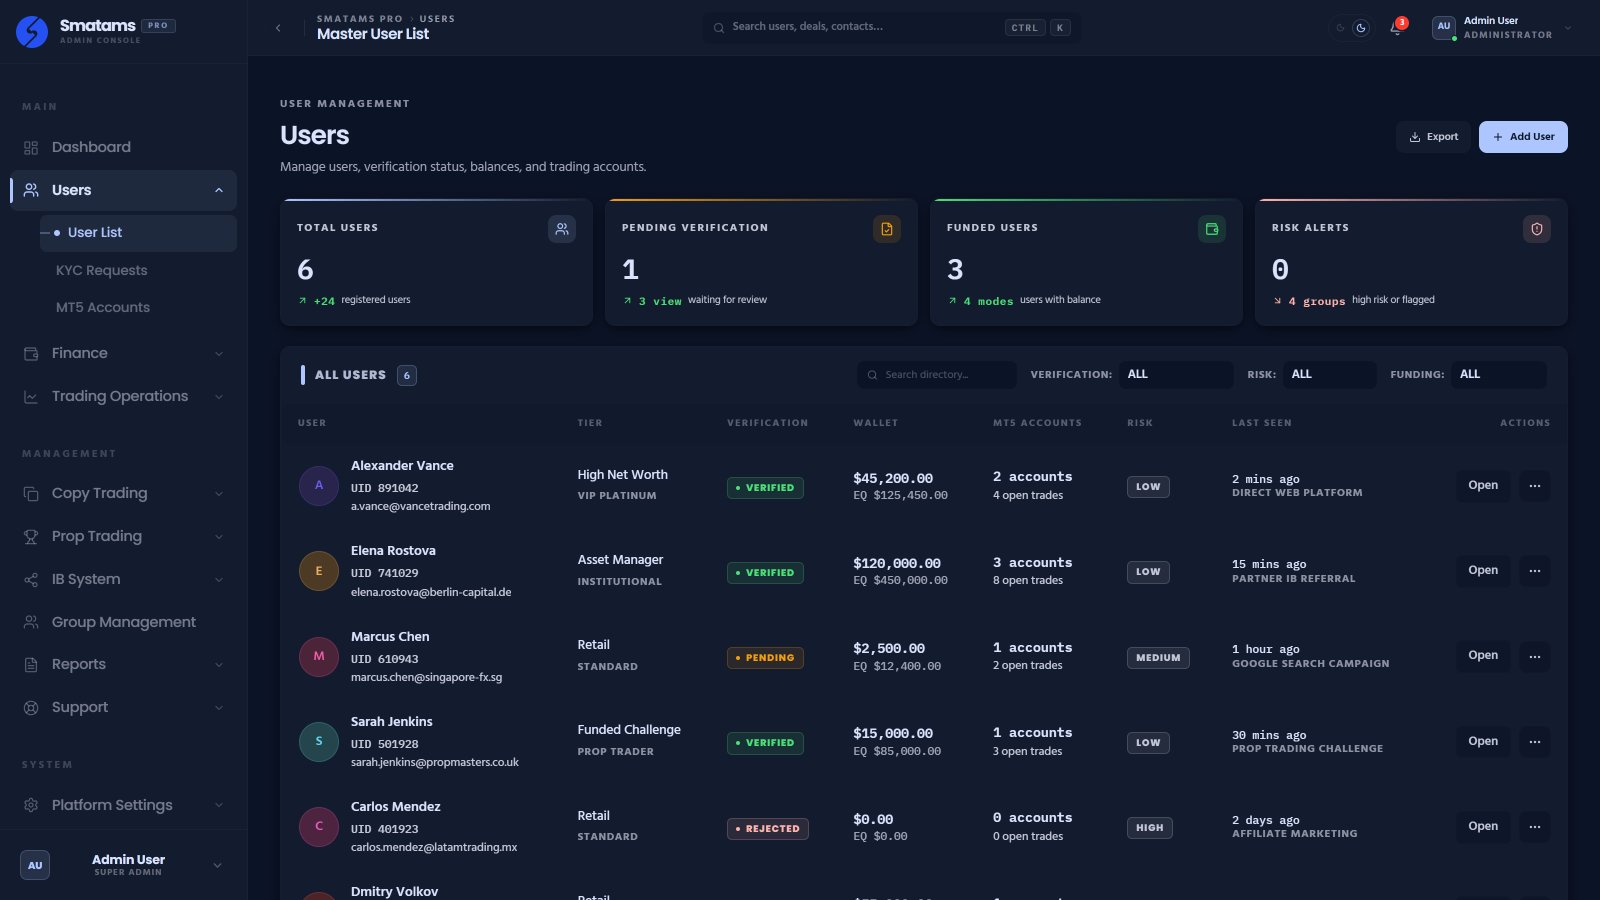 Smatams PRO
ADMIN CONSOLE
MAIN
Dashboard
Users
User List
KYC Requests
MT5 Accounts
Finance
Trading Operations
MANAGEMENT
Copy Trading
Prop Trading
IB System
Group Management
Reports
Support
SYSTEM
Platform Settings
AU
Admin User
SUPER ADMIN
SMATAMS PRO › USERS
Master User List
Search users, deals, contacts... CTRL K
3
AU
Admin User
ADMINISTRATOR
USER MANAGEMENT
Users
Manage users, verification status, balances, and trading accounts.
Export
+ Add User
TOTAL USERS
6
+24 registered users
PENDING VERIFICATION
1
3 view waiting for review
FUNDED USERS
3
4 modes users with balance
RISK ALERTS
0
4 groups high risk or flagged
ALL USERS 6
Search directory...
VERIFICATION: ALL
RISK: ALL
FUNDING: ALL
USER TIER VERIFICATION WALLET MT5 ACCOUNTS RISK LAST SEEN ACTIONS
A
Alexander Vance
UID 891042
a.vance@vancetrading.com
High Net Worth
VIP PLATINUM
VERIFIED
$45,200.00
EQ $125,450.00
2 accounts
4 open trades
LOW
2 mins ago
DIRECT WEB PLATFORM
Open ...
E
Elena Rostova
UID 741029
elena.rostova@berlin-capital.de
Asset Manager
INSTITUTIONAL
VERIFIED
$120,000.00
EQ $450,000.00
3 accounts
8 open trades
LOW
15 mins ago
PARTNER IB REFERRAL
Open ...
M
Marcus Chen
UID 610943
marcus.chen@singapore-fx.sg
Retail
STANDARD
PENDING
$2,500.00
EQ $12,400.00
1 accounts
2 open trades
MEDIUM
1 hour ago
GOOGLE SEARCH CAMPAIGN
Open ...
S
Sarah Jenkins
UID 501928
sarah.jenkins@propmasters.co.uk
Funded Challenge
PROP TRADER
VERIFIED
$15,000.00
EQ $85,000.00
1 accounts
3 open trades
LOW
30 mins ago
PROP TRADING CHALLENGE
Open ...
C
Carlos Mendez
UID 401923
carlos.mendez@latamtrading.mx
Retail
STANDARD
REJECTED
$0.00
EQ $0.00
0 accounts
0 open trades
HIGH
2 days ago
AFFILIATE MARKETING
Open ...
Dmitry Volkov
Retail